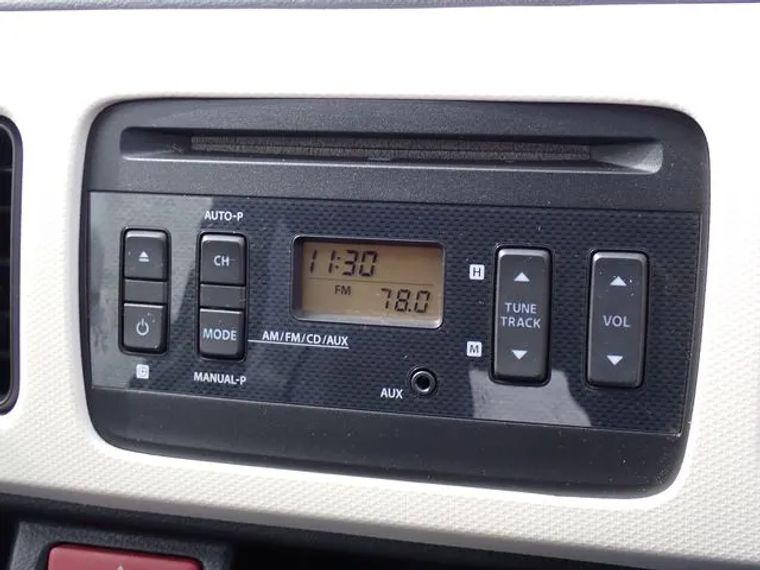 AUTO-P
CH
MODE
MANUAL-P
11:30
FM
78.0
AM/FM/CD/AUX
AUX
H
M
TUNE
TRACK
VOL